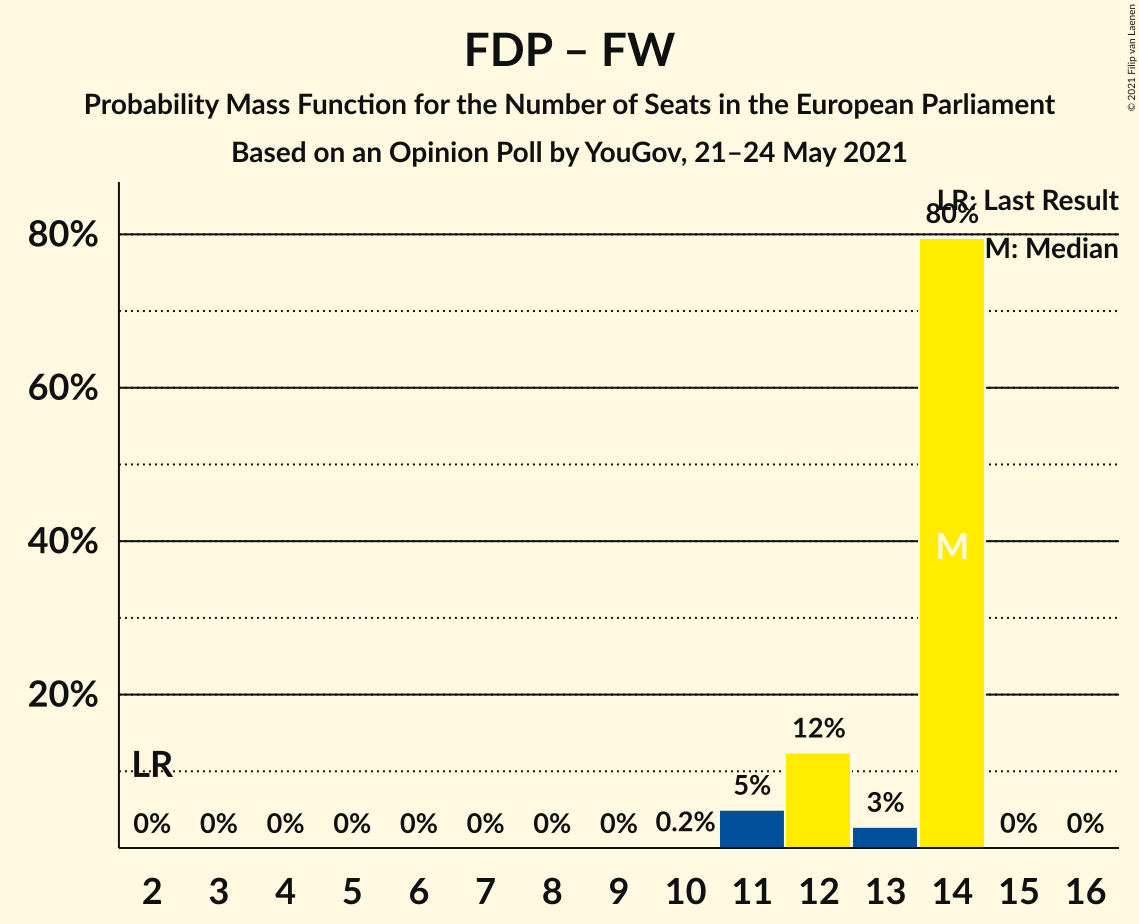 FDP – FW
Probability Mass Function for the Number of Seats in the European Parliament
Based on an Opinion Poll by YouGov, 21–24 May 2021
© 2021 Filip van Laenen
LR: Last Result
M: Median
80%
60%
40%
20%
LR
0%
0%
0%
0%
0%
0%
0%
0%
0.2%
5%
12%
3%
80%
M
0%
0%
2 3 4 5 6 7 8 9 10 11 12 13 14 15 16